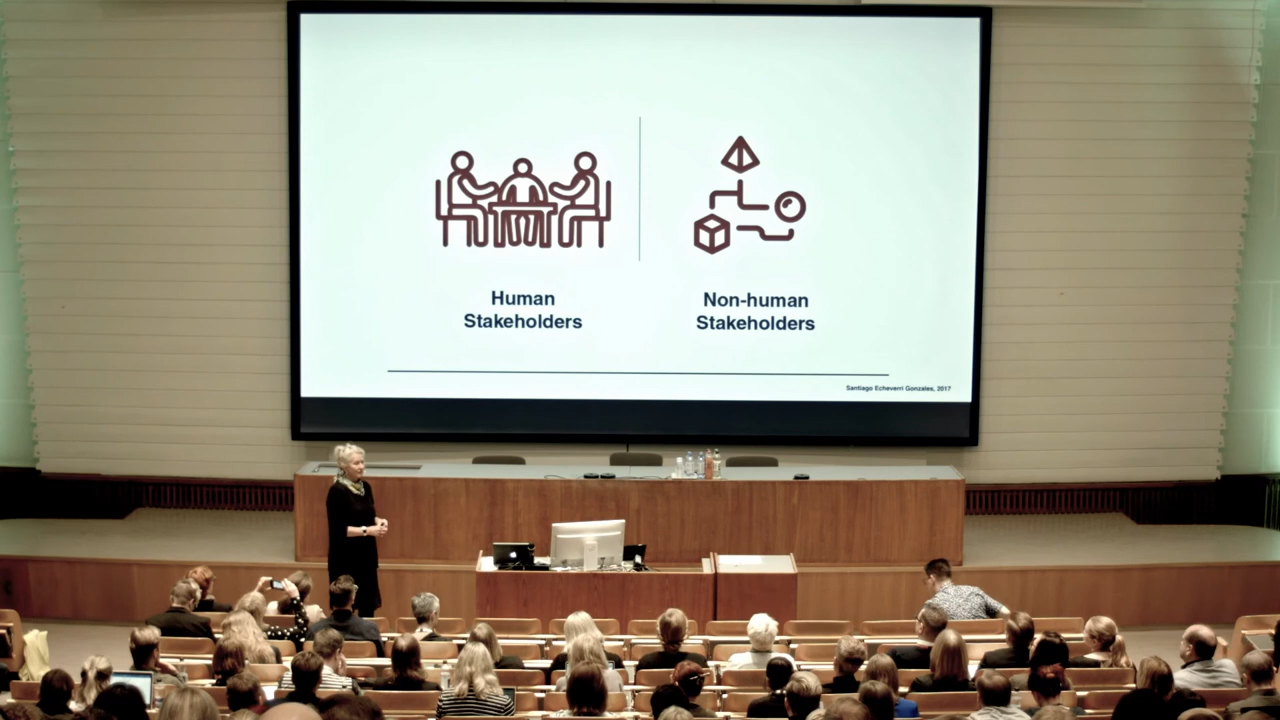 Human
Stakeholders
Non-human
Stakeholders
Santiago Echeverri Gonzales, 2017